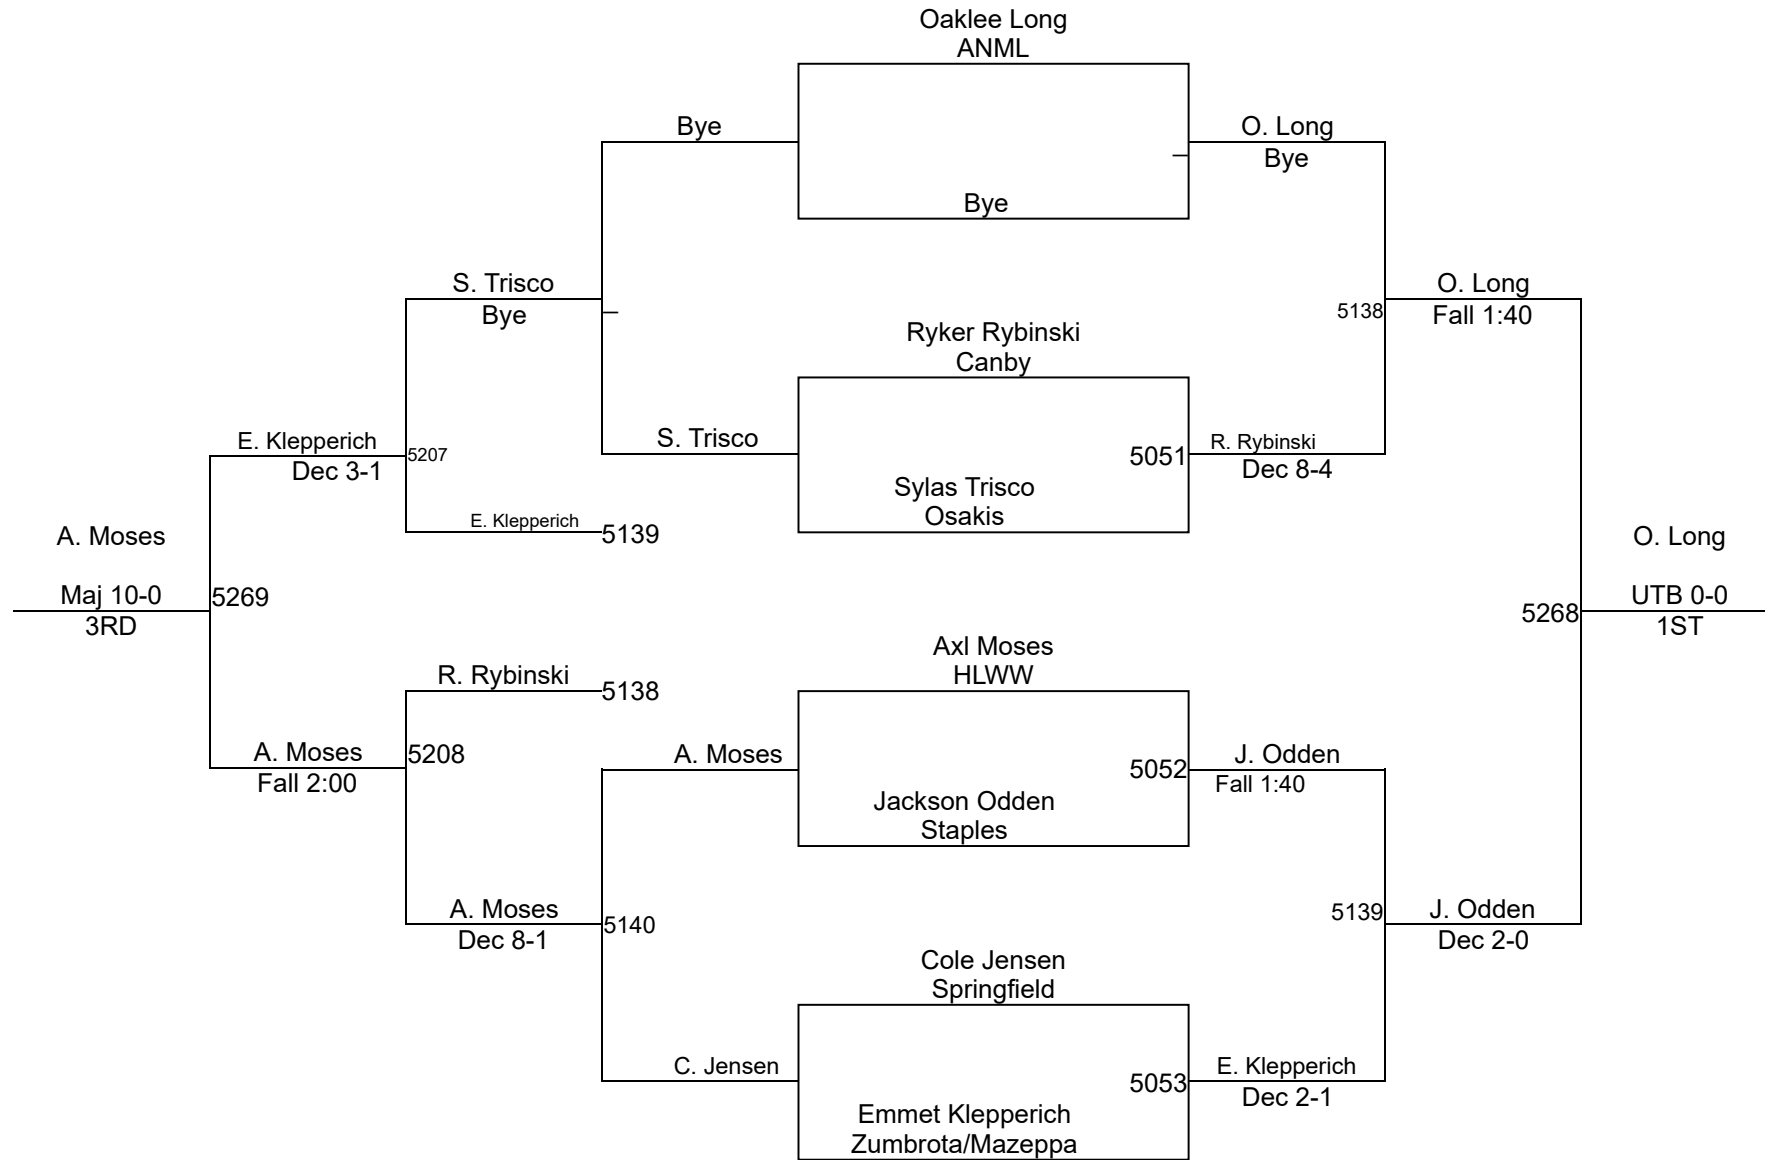 Oaklee Long
ANML
Bye
O. Long
Bye
Bye
S. Trisco
Bye
O. Long
Fall 1:40
5138
Ryker Rybinski
Canby
E. Klepperich
Dec 3-1
5207
S. Trisco
5051
R. Rybinski
Dec 8-4
Sylas Trisco
Osakis
E. Klepperich
5139
A. Moses
Maj 10-0
3RD
5269
O. Long
UTB 0-0
1ST
5268
Axl Moses
HLWW
R. Rybinski
5138
A. Moses
Fall 2:00
5208
A. Moses
5052
J. Odden
Fall 1:40
Jackson Odden
Staples
A. Moses
Dec 8-1
5140
5139
J. Odden
Dec 2-0
Cole Jensen
Springfield
C. Jensen
5053
E. Klepperich
Dec 2-1
Emmet Klepperich
Zumbrota/Mazeppa